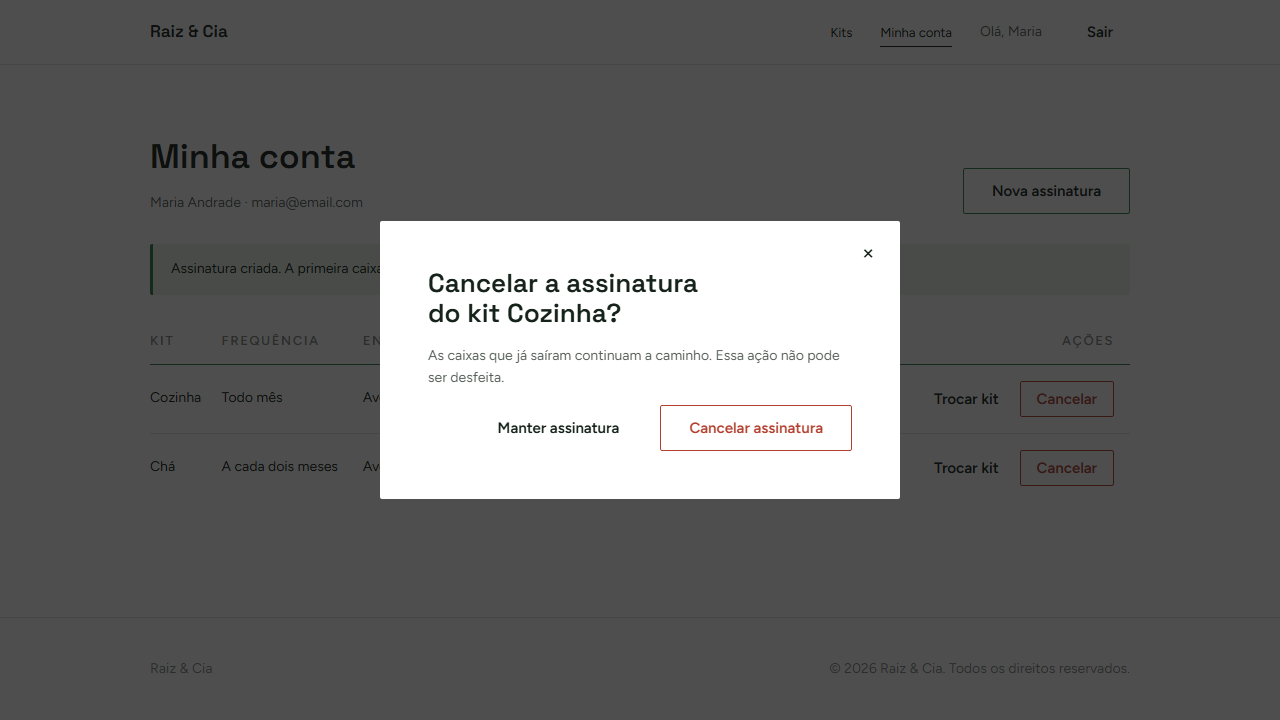 Raiz & Cia
Kits
Minha conta
Olá, Maria
Sair
Minha conta
Maria Andrade · maria@email.com
Nova assinatura
Assinatura criada. A primeira caixa
×
Cancelar a assinatura
do kit Cozinha?
As caixas que já saíram continuam a caminho. Essa ação não pode
ser desfeita.
Manter assinatura
Cancelar assinatura
KIT
FREQUÊNCIA
AÇÕES
Cozinha
Todo mês
Trocar kit
Cancelar
Chá
A cada dois meses
Trocar kit
Cancelar
Raiz & Cia
© 2026 Raiz & Cia. Todos os direitos reservados.